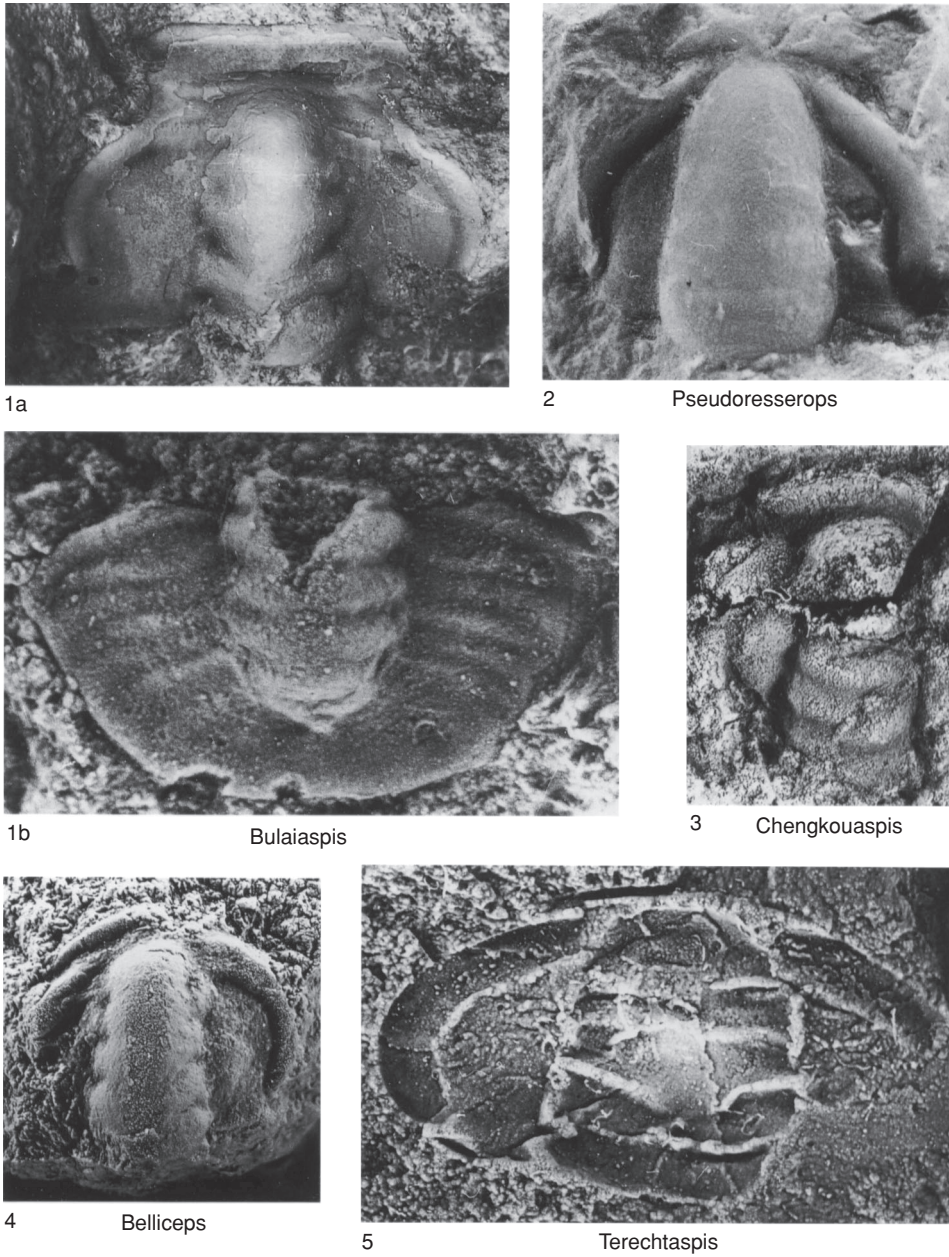 1a
2 Pseudoresserops
1b Bulaiaspis
3 Chengkouaspis
4 Belliceps
5 Terechtaspis